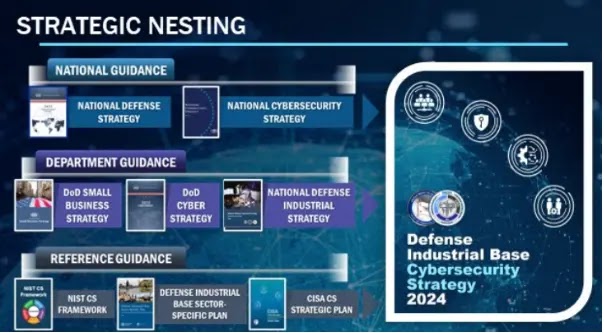 STRATEGIC NESTING
NATIONAL GUIDANCE
NATIONAL DEFENSE
STRATEGY
NATIONAL CYBERSECURITY
STRATEGY
DEPARTMENT GUIDANCE
DoD SMALL
BUSINESS
STRATEGY
DoD
CYBER
STRATEGY
NATIONAL DEFENSE
INDUSTRIAL
STRATEGY
REFERENCE GUIDANCE
NIST CS
Framework
NIST CS
FRAMEWORK
DEFENSE INDUSTRIAL
BASE SECTOR-
SPECIFIC PLAN
CISA CS
STRATEGIC PLAN
Defense
Industrial Base
Cybersecurity
Strategy
2024